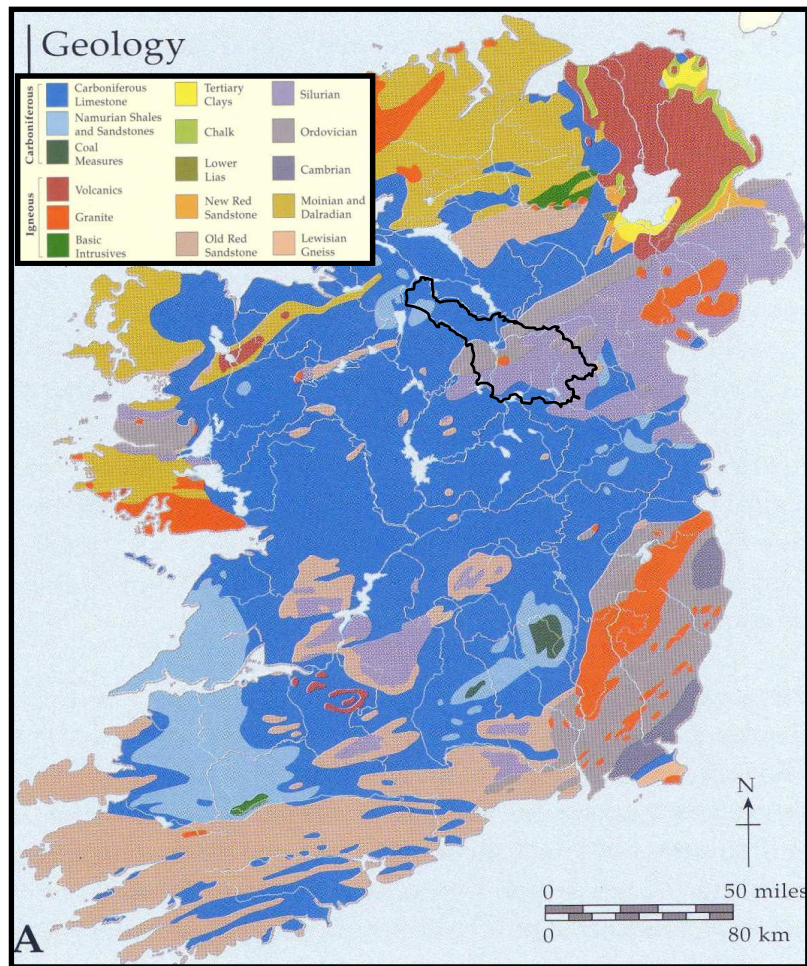 Geology
Carboniferous
Carboniferous
Limestone
Namurian Shales
and Sandstones
Coal
Measures
Igneous
Volcanics
Granite
Basic
Intrusives
Tertiary
Clays
Chalk
Lower
Lias
New Red
Sandstone
Old Red
Sandstone
Silurian
Ordovician
Cambrian
Moinian and
Dalradian
Lewisian
Gneiss
N
0 50 miles
0 80 km
A